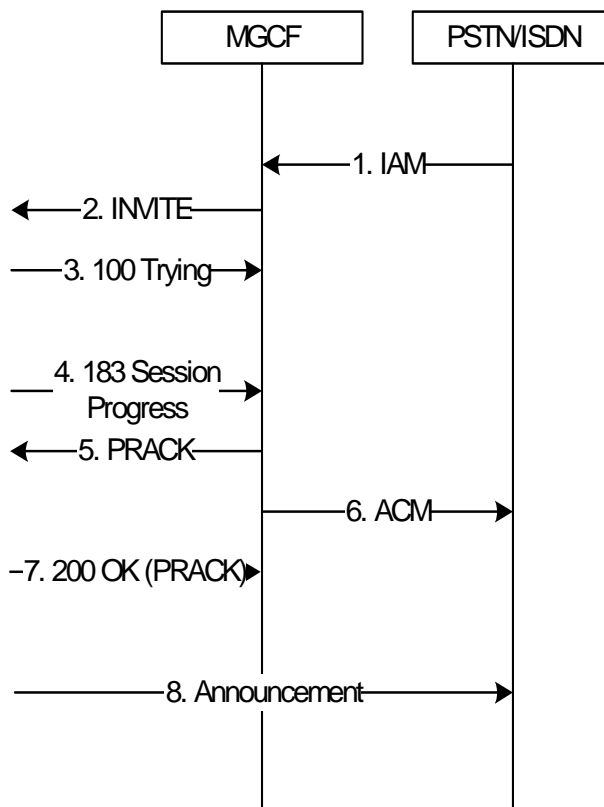 MGCF
PSTN/ISDN
1. IAM
2. INVITE
3. 100 Trying
4. 183 Session
Progress
5. PRACK
6. ACM
7. 200 OK (PRACK)
8. Announcement